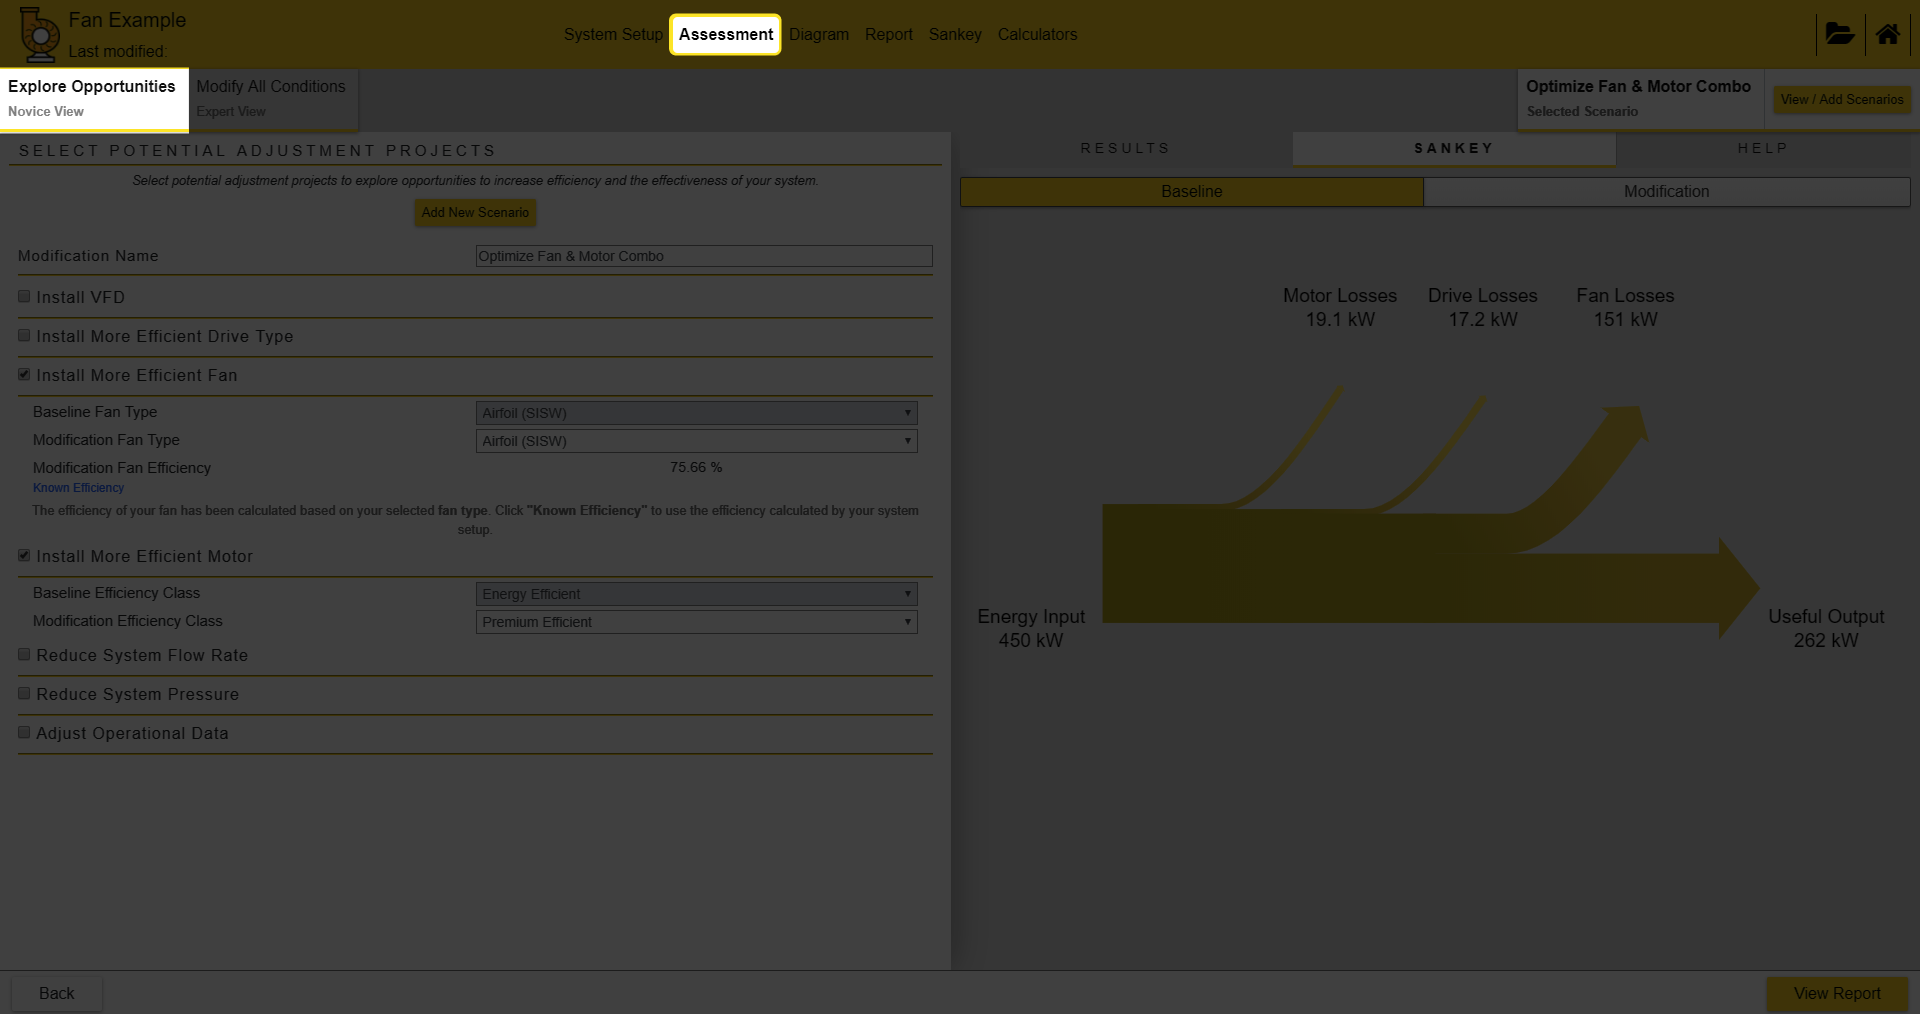 Fan Example
Last modified:
System Setup Assessment Diagram Report Sankey Calculators
Explore Opportunities
Novice View
Modify All Conditions
Expert View
Optimize Fan & Motor Combo
Selected Scenario
View / Add Scenarios
SELECT POTENTIAL ADJUSTMENT PROJECTS
Select potential adjustment projects to explore opportunities to increase efficiency and the effectiveness of your system.
Add New Scenario
Modification Name Optimize Fan & Motor Combo
Install VFD
Install More Efficient Drive Type
Install More Efficient Fan
Baseline Fan Type Airfoil (SISW)
Modification Fan Type Airfoil (SISW)
Modification Fan Efficiency 75.66 %
Known Efficiency
The efficiency of your fan has been calculated based on your selected fan type. Click "Known Efficiency" to use the efficiency calculated by your system
setup.
Install More Efficient Motor
Baseline Efficiency Class Energy Efficient
Modification Efficiency Class Premium Efficient
Reduce System Flow Rate
Reduce System Pressure
Adjust Operational Data
RESULTS SANKEY HELP
Baseline Modification
Motor Losses
19.1 kW
Drive Losses
17.2 kW
Fan Losses
151 kW
Energy Input
450 kW
Useful Output
262 kW
Back
View Report